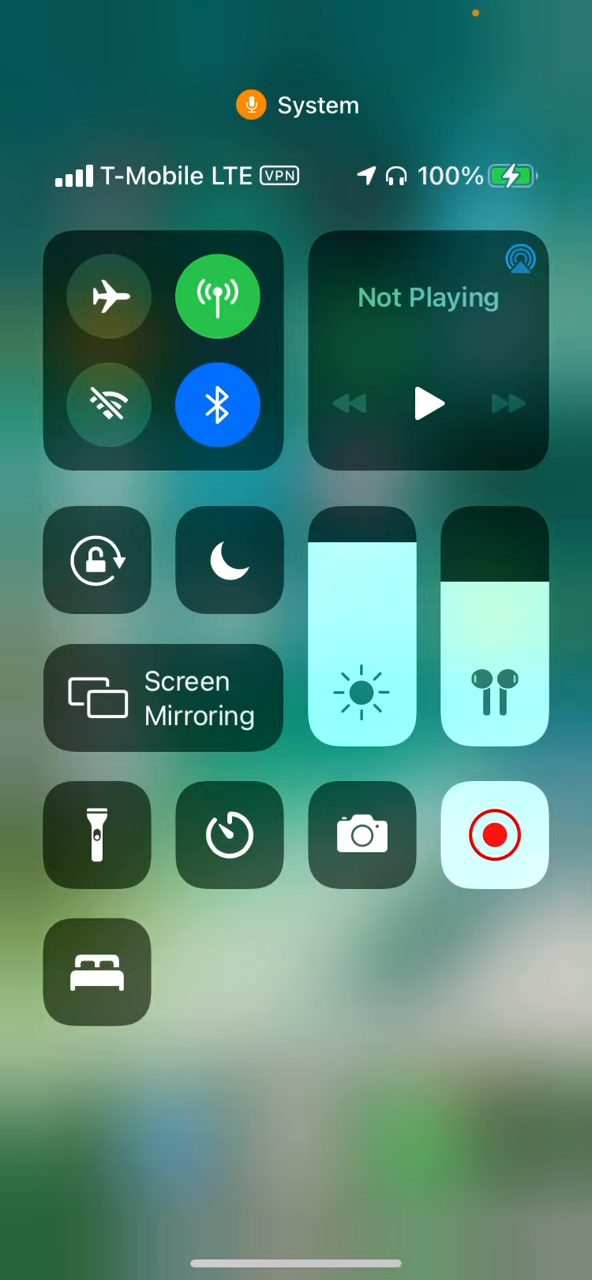 System
T-Mobile LTE VPN 100%
Not Playing
Screen
Mirroring